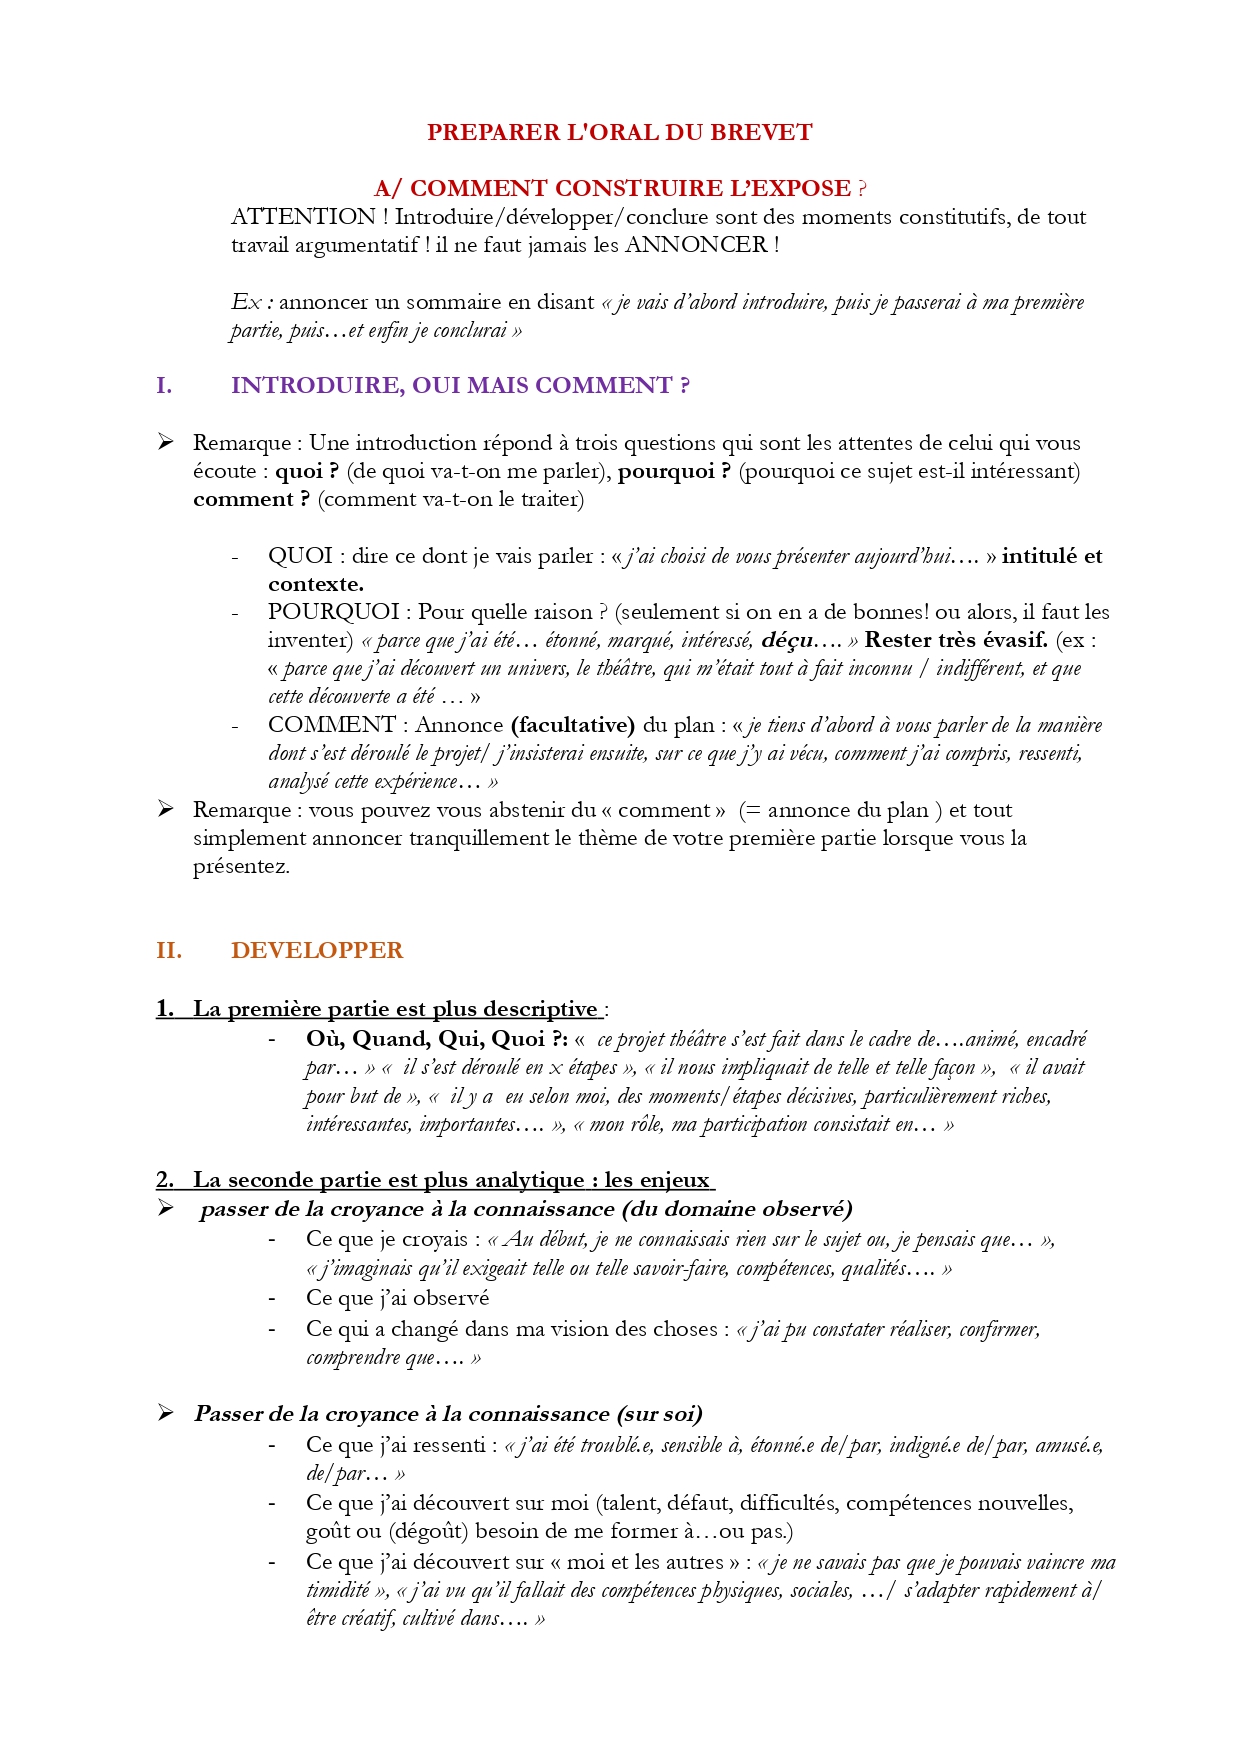 PREPARER L'ORAL DU BREVET
A/ COMMENT CONSTRUIRE L’EXPOSE ?
ATTENTION ! Introduire/développer/conclure sont des moments constitutifs, de tout
travail argumentatif ! il ne faut jamais les ANNONCER !
Ex : annoncer un sommaire en disant « je vais d’abord introduire, puis je passerai à ma première
partie, puis…et enfin je conclurai »
I. INTRODUIRE, OUI MAIS COMMENT ?
➢ Remarque : Une introduction répond à trois questions qui sont les attentes de celui qui vous
écoute : quoi ? (de quoi va-t-on me parler), pourquoi ? (pourquoi ce sujet est-il intéressant)
comment ? (comment va-t-on le traiter)
- QUOI : dire ce dont je vais parler : « j’ai choisi de vous présenter aujourd’hui…. » intitulé et
contexte.
- POURQUOI : Pour quelle raison ? (seulement si on en a de bonnes! ou alors, il faut les
inventer) « parce que j’ai été… étonné, marqué, intéressé, déçu…. » Rester très évasif. (ex :
« parce que j’ai découvert un univers, le théâtre, qui m’était tout à fait inconnu / indifférent, et que
cette découverte a été … »
- COMMENT : Annonce (facultative) du plan : « je tiens d’abord à vous parler de la manière
dont s’est déroulé le projet/ j’insisterai ensuite, sur ce que j’y ai vécu, comment j’ai compris, ressenti,
analysé cette expérience… »
➢ Remarque : vous pouvez vous abstenir du « comment » (= annonce du plan ) et tout
simplement annoncer tranquillement le thème de votre première partie lorsque vous la
présentez.
II. DEVELOPPER
1. La première partie est plus descriptive :
- Où, Quand, Qui, Quoi ?: « ce projet théâtre s’est fait dans le cadre de….animé, encadré
par… » « il s’est déroulé en x étapes », « il nous impliquait de telle et telle façon », « il avait
pour but de », « il y a eu selon moi, des moments/étapes décisives, particulièrement riches,
intéressantes, importantes…. », « mon rôle, ma participation consistait en… »
2. La seconde partie est plus analytique : les enjeux
➢ passer de la croyance à la connaissance (du domaine observé)
- Ce que je croyais : « Au début, je ne connaissais rien sur le sujet ou, je pensais que… »,
« j’imaginais qu’il exigeait telle ou telle savoir-faire, compétences, qualités…. »
- Ce que j’ai observé
- Ce qui a changé dans ma vision des choses : « j’ai pu constater réaliser, confirmer,
comprendre que…. »
➢ Passer de la croyance à la connaissance (sur soi)
- Ce que j’ai ressenti : « j’ai été troublé.e, sensible à, étonné.e de/par, indigné.e de/par, amusé.e,
de/par… »
- Ce que j’ai découvert sur moi (talent, défaut, difficultés, compétences nouvelles,
goût ou (dégoût) besoin de me former à…ou pas.)
- Ce que j’ai découvert sur « moi et les autres » : « je ne savais pas que je pouvais vaincre ma
timidité », « j’ai vu qu’il fallait des compétences physiques, sociales, …/ s’adapter rapidement à/
être créatif, cultivé dans…. »